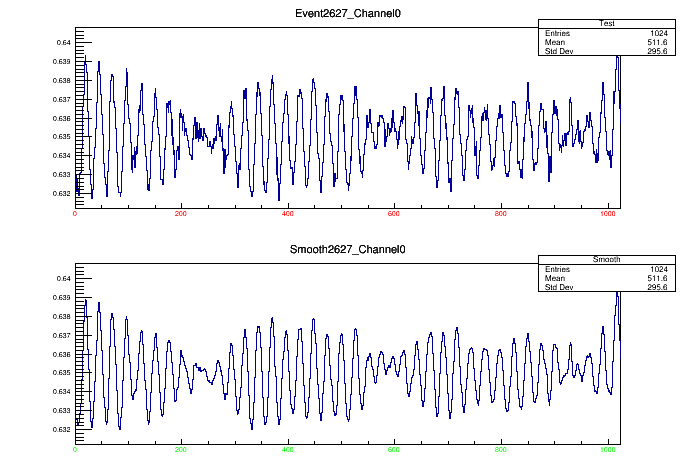 Event2627_Channel0
Test
Entries 1024
Mean 511.6
Std Dev 295.6
0.64
0.639
0.638
0.637
0.636
0.635
0.634
0.633
0.632
0 200 400 600 800 1000
Smooth2627_Channel0
Smooth
Entries 1024
Mean 511.6
Std Dev 295.6
0.64
0.639
0.638
0.637
0.636
0.635
0.634
0.633
0.632
0 200 400 600 800 1000